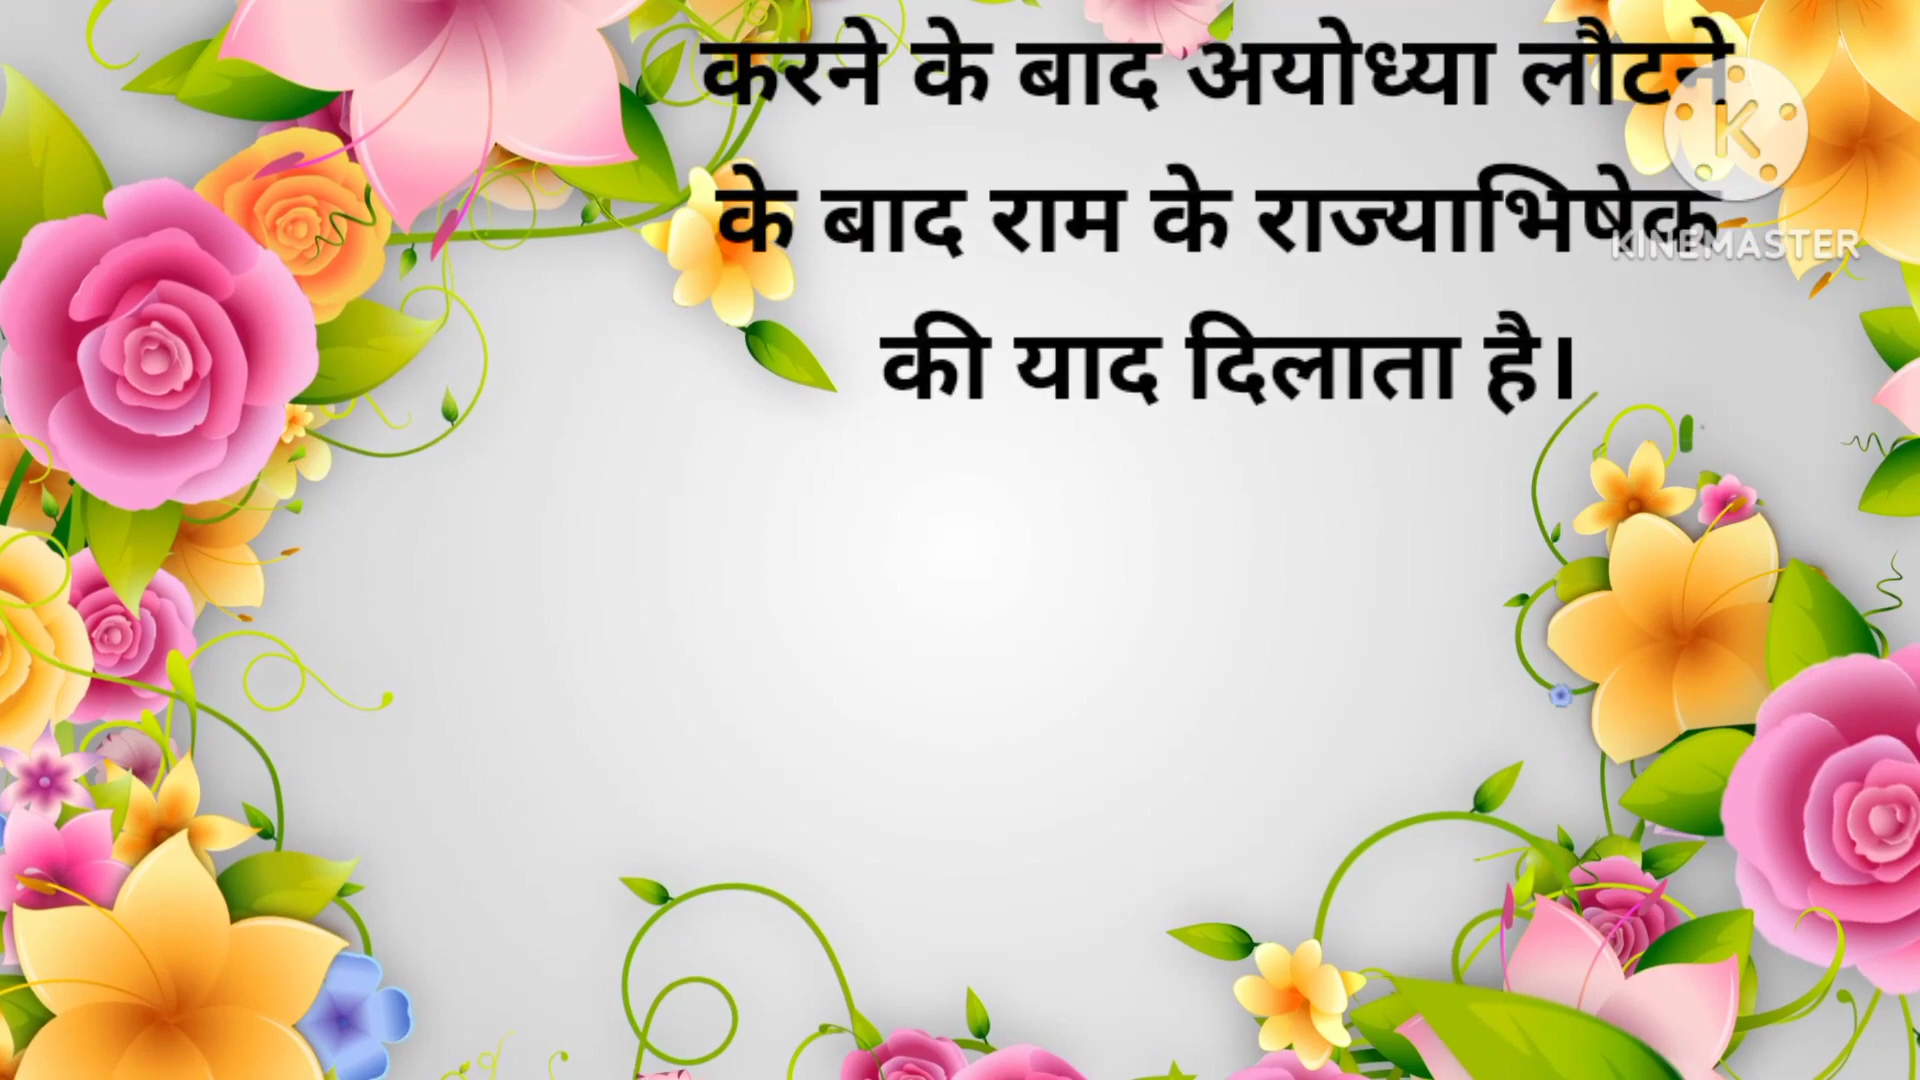 करने के बाद अयोध्या लौटने
के बाद राम के राज्याभिषेक
की याद दिलाता है।
K
KINEMASTER